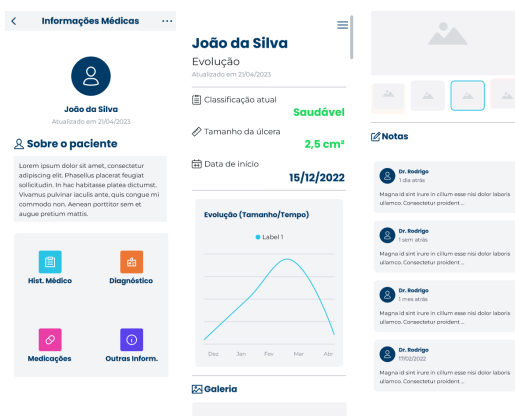 Informações Médicas
João da Silva
Atualizado em 21/04/2023
Sobre o paciente
Lorem ipsum dolor sit amet, consectetur
adipiscing elit. Phasellus placerat feugiat
sollicitudin. In hac habitasse platea dictumst.
Vivamus pulvinar iaculis ante, quis congue mi
commodo non. Aenean porttitor sem et
augue pretium mattis.
Hist. Médico
Diagnóstico
Medicações
Outras Inform.
João da Silva
Evolução
Atualizado em 21/04/2023
Classificação atual
Saudável
Tamanho da úlcera
2,5 cm²
Data de início
15/12/2022
Evolução (Tamanho/Tempo)
Label 1
Dez Jan Fev Mar Abr
Galeria
Notas
Dr. Rodrigo
1 dia atrás
Magna id sint irure in cillum esse nisi dolor laboris
ullamco. Consectetur proident ...
Dr. Rodrigo
1 sem atrás
Magna id sint irure in cillum esse nisi dolor laboris
ullamco. Consectetur proident ...
Dr. Rodrigo
1 mes atrás
Magna id sint irure in cillum esse nisi dolor laboris
ullamco. Consectetur proident ...
Dr. Rodrigo
17/02/2022
Magna id sint irure in cillum esse nisi dolor laboris
ullamco. Consectetur proident ...